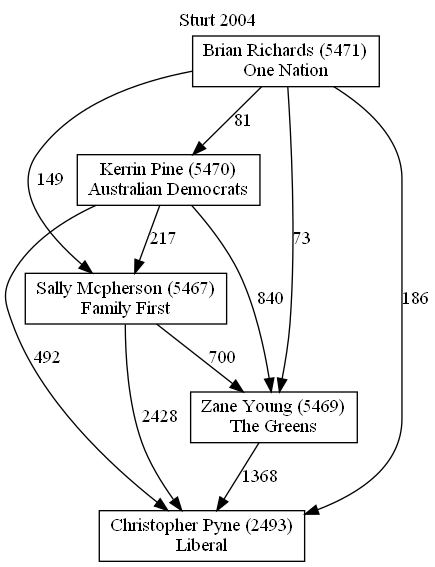 Sturt 2004
Brian Richards (5471)
One Nation
81
Kerrin Pine (5470)
Australian Democrats
149
217
73
Sally Mcpherson (5467)
Family First
840
186
492
700
2428
Zane Young (5469)
The Greens
1368
Christopher Pyne (2493)
Liberal